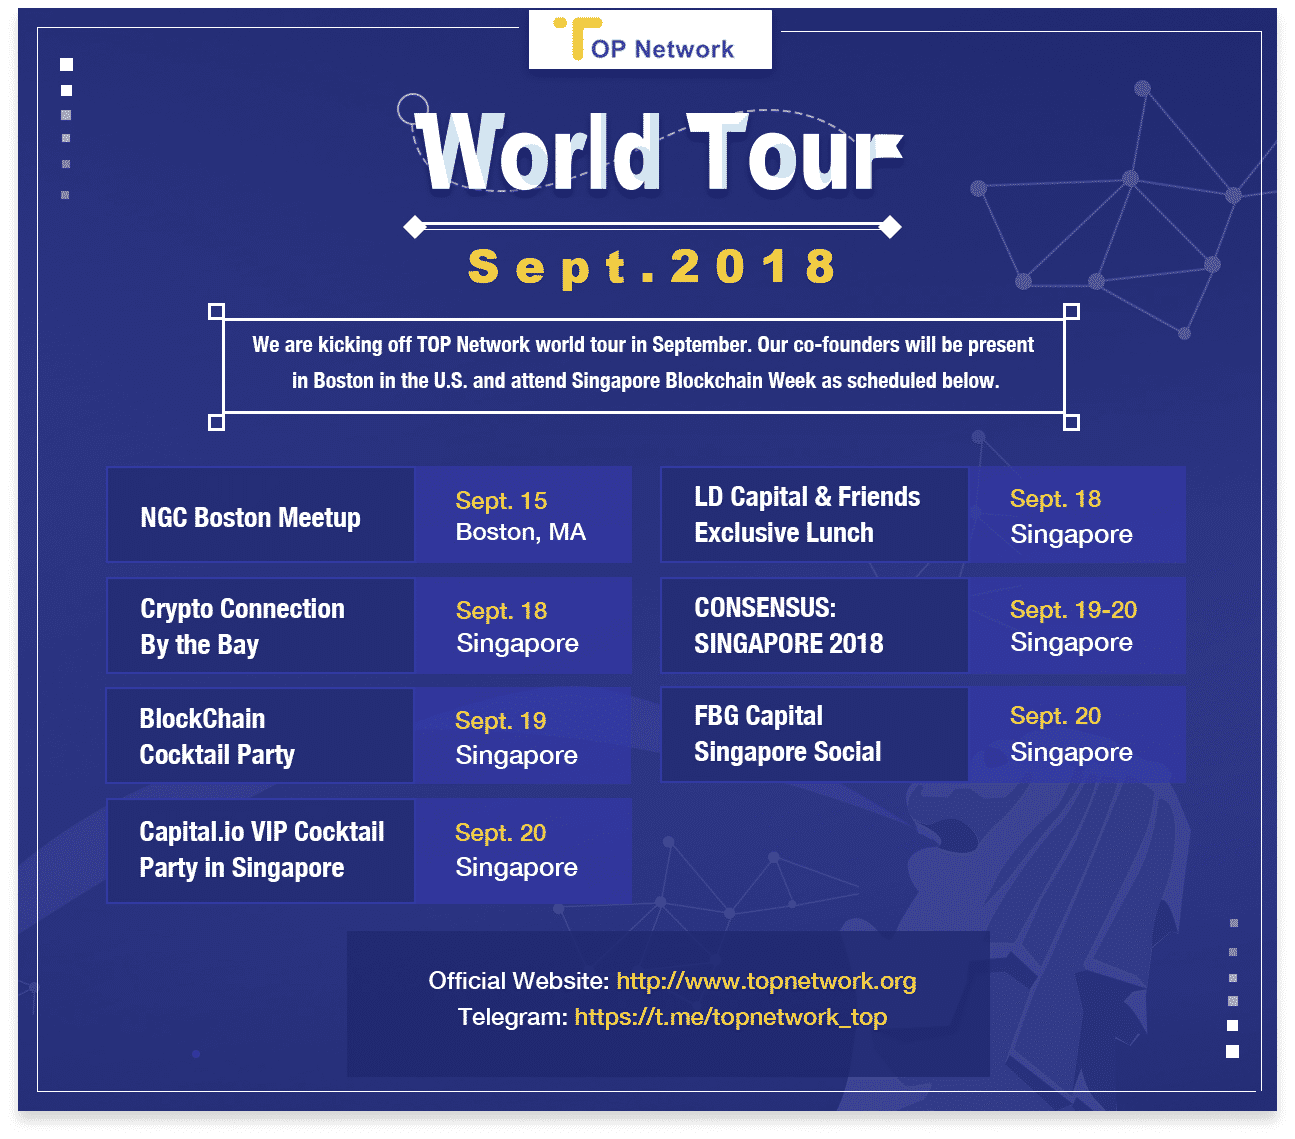 TOP Network
World Tour
Sept.2018
We are kicking off TOP Network world tour in September. Our co-founders will be present
in Boston in the U.S. and attend Singapore Blockchain Week as scheduled below.
NGC Boston Meetup
Sept. 15
Boston, MA
LD Capital & Friends
Exclusive Lunch
Sept. 18
Singapore
Crypto Connection
By the Bay
Sept. 18
Singapore
CONSENSUS:
SINGAPORE 2018
Sept. 19-20
Singapore
BlockChain
Cocktail Party
Sept. 19
Singapore
FBG Capital
Singapore Social
Sept. 20
Singapore
Capital.io VIP Cocktail
Party in Singapore
Sept. 20
Singapore
Official Website: http://www.topnetwork.org
Telegram: https://t.me/topnetwork_top